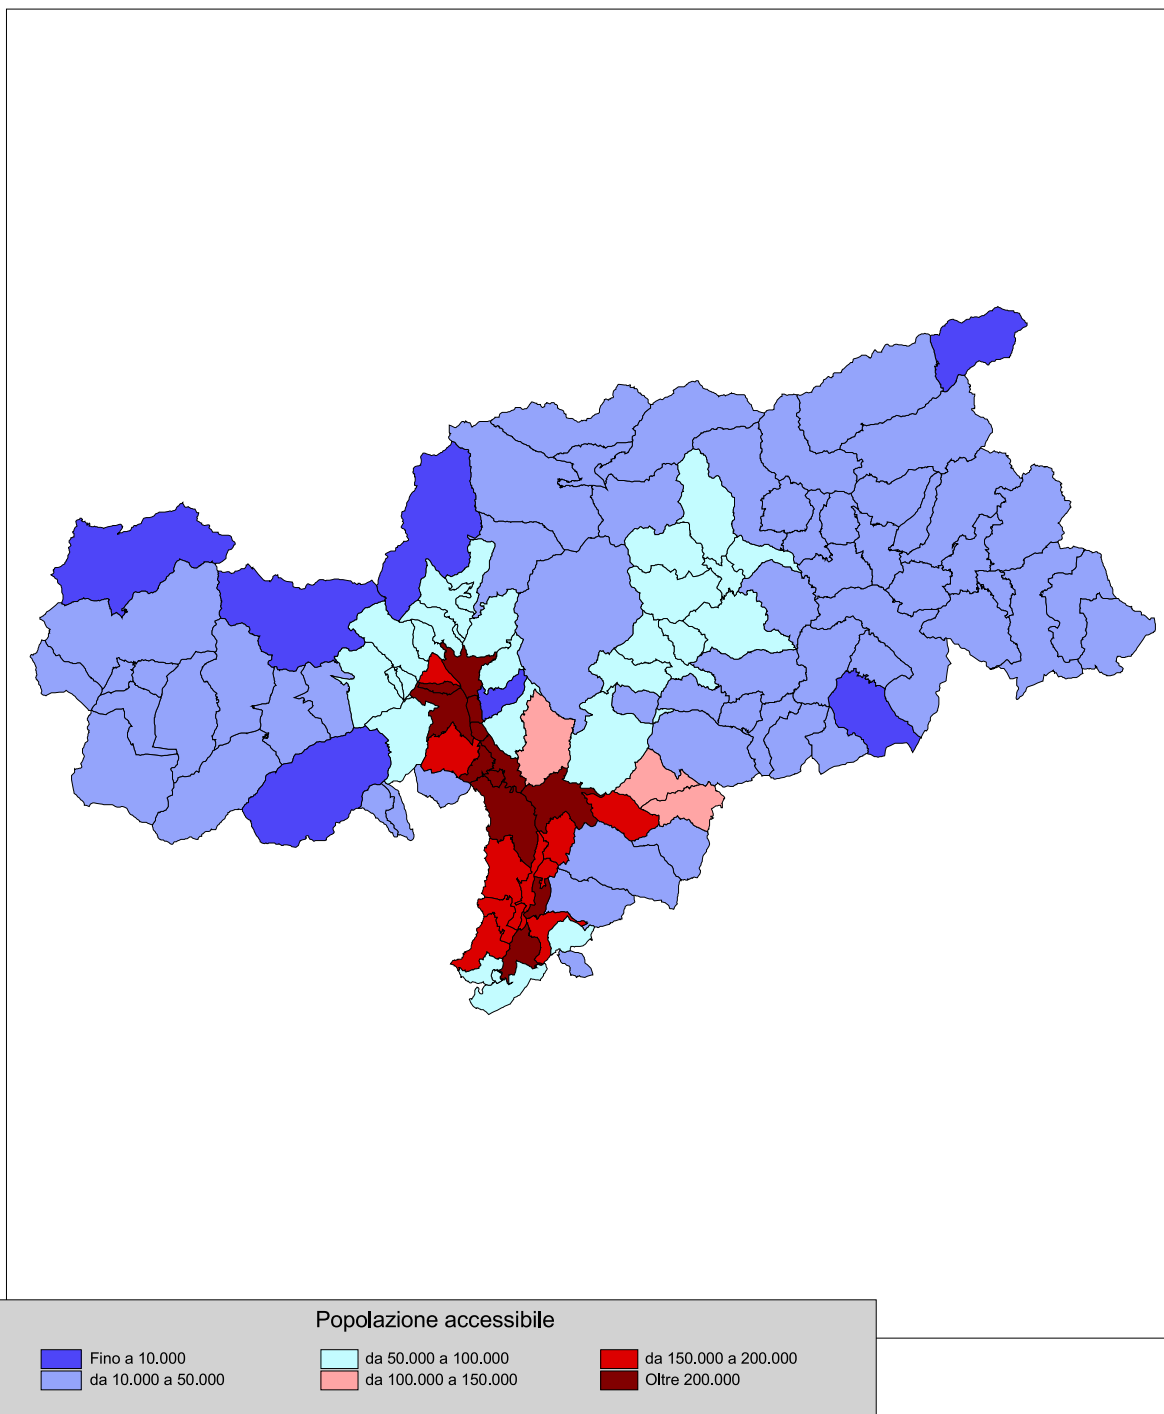 Popolazione accessibile
Fino a 10.000
da 50.000 a 100.000
da 150.000 a 200.000
da 10.000 a 50.000
da 100.000 a 150.000
Oltre 200.000